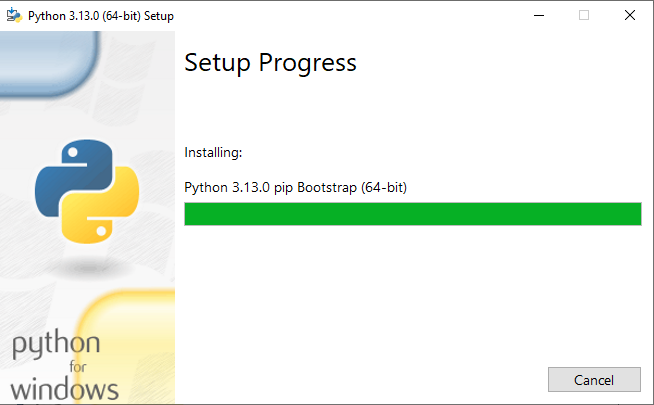 Python 3.13.0 (64-bit) Setup
Setup Progress
Installing:
Python 3.13.0 pip Bootstrap (64-bit)
python
for
windows
Cancel